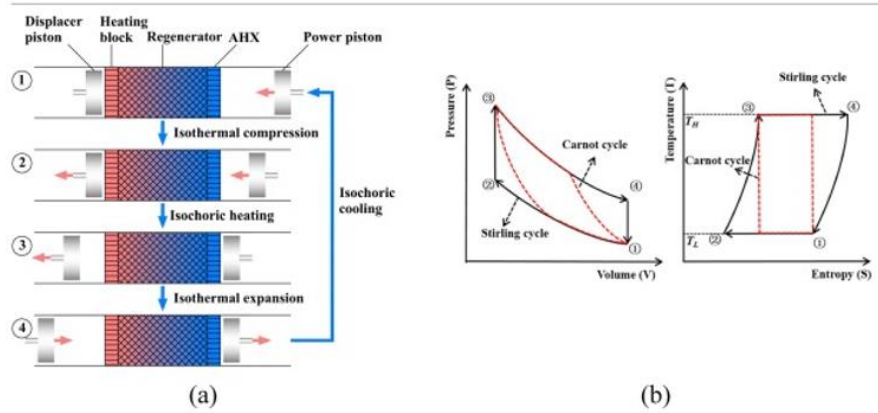 Displacer Heating
piston block Regenerator AHX Power piston
①
Isothermal compression
②
Isochoric heating
③
Isothermal expansion
④
Isochoric
cooling
(a)
Pressure (P)
③
②
④
①
Carnot cycle
Stirling cycle
Volume (V)
Temperature (T)
Stirling cycle
③
④
T_H
Carnot cycle
T_L
②
①
Entropy (S)
(b)